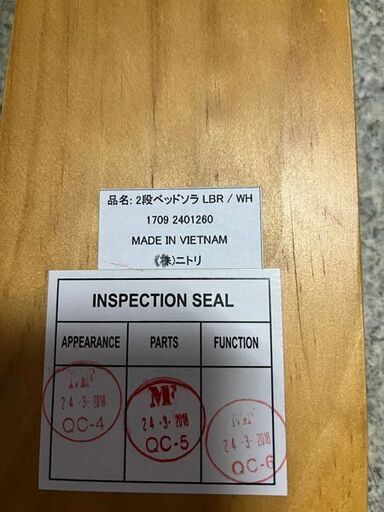 品名: 2段ベッドソラ LBR / WH
1709 2401260
MADE IN VIETNAM
(株)ニトリ
INSPECTION SEAL
APPEARANCE PARTS FUNCTION
MF MF MF
24-3-2018 24-3-2018 24-3-2018
QC-4 QC-5 QC-6